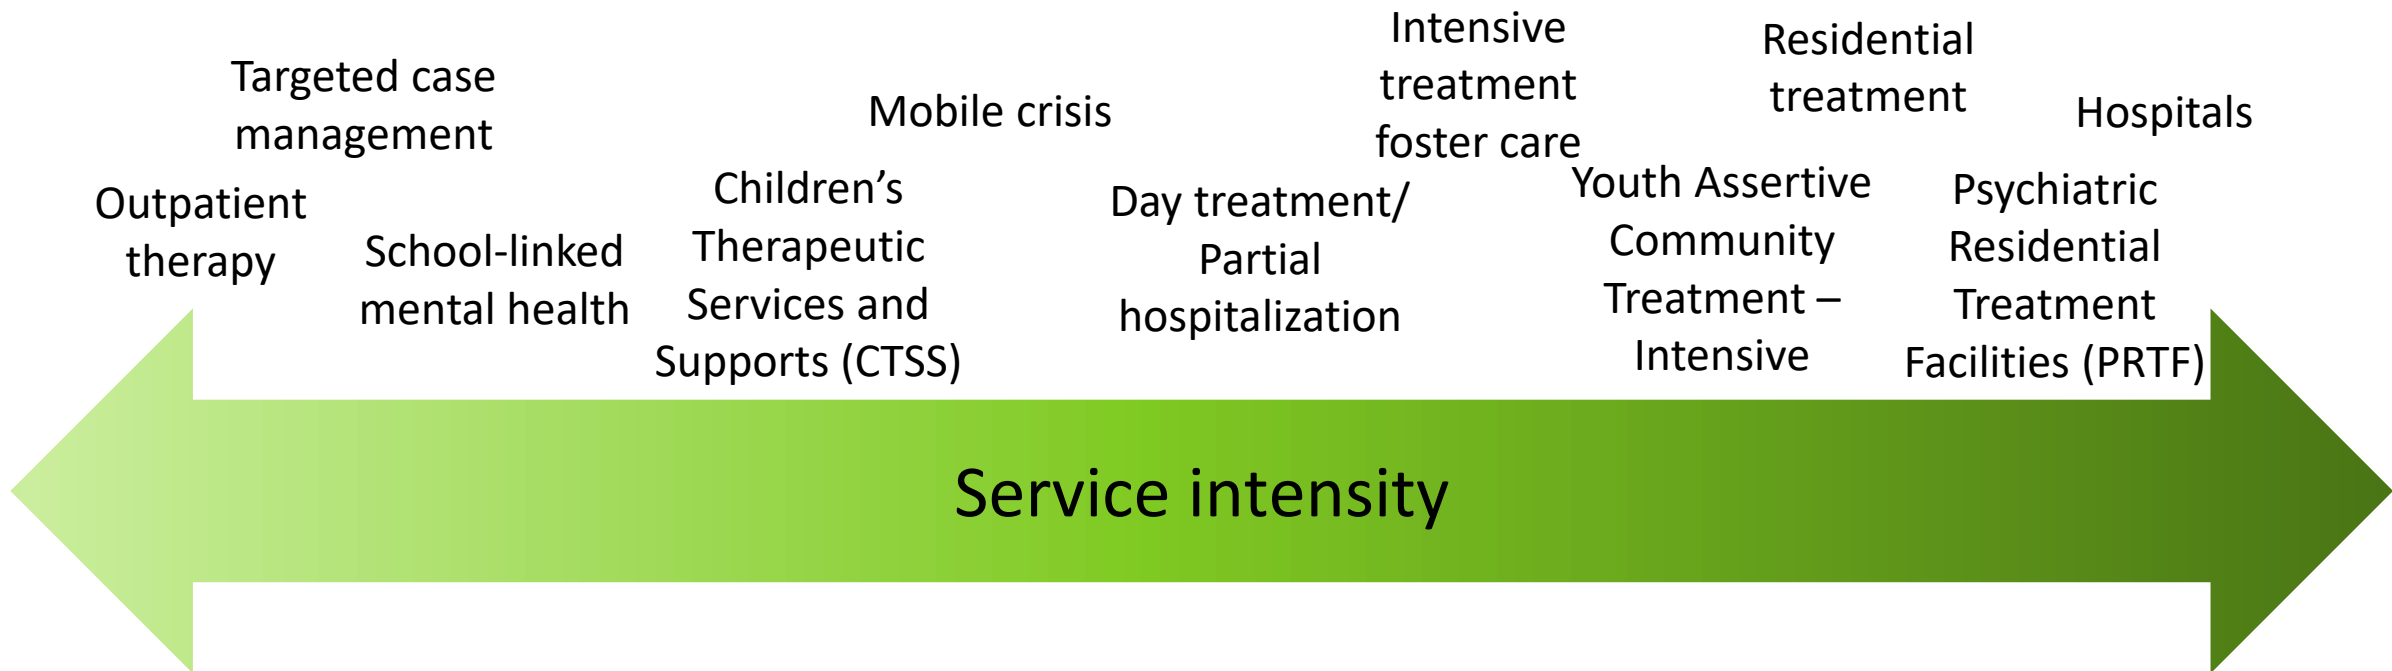 Outpatient
therapy
Targeted case
management
School-linked
mental health
Children’s
Therapeutic
Services and
Supports (CTSS)
Mobile crisis
Day treatment/
Partial
hospitalization
Intensive
treatment
foster care
Youth Assertive
Community
Treatment –
Intensive
Residential
treatment
Psychiatric
Residential
Treatment
Facilities (PRTF)
Hospitals
Service intensity